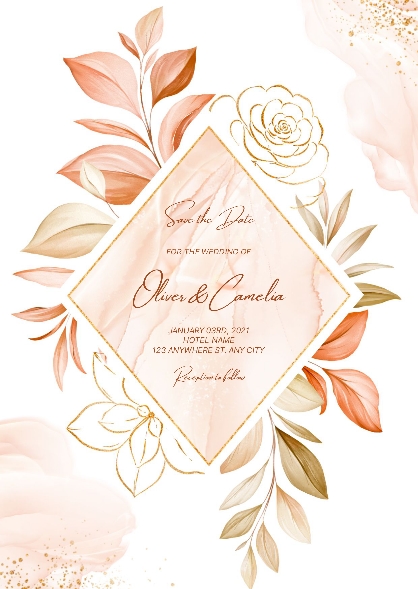 Save the Date
FOR THE WEDDING OF
Oliver & Camelia
JANUARY 03RD, 2021
HOTEL NAME
123 ANYWHERE ST. ANY CITY
Reception to follow